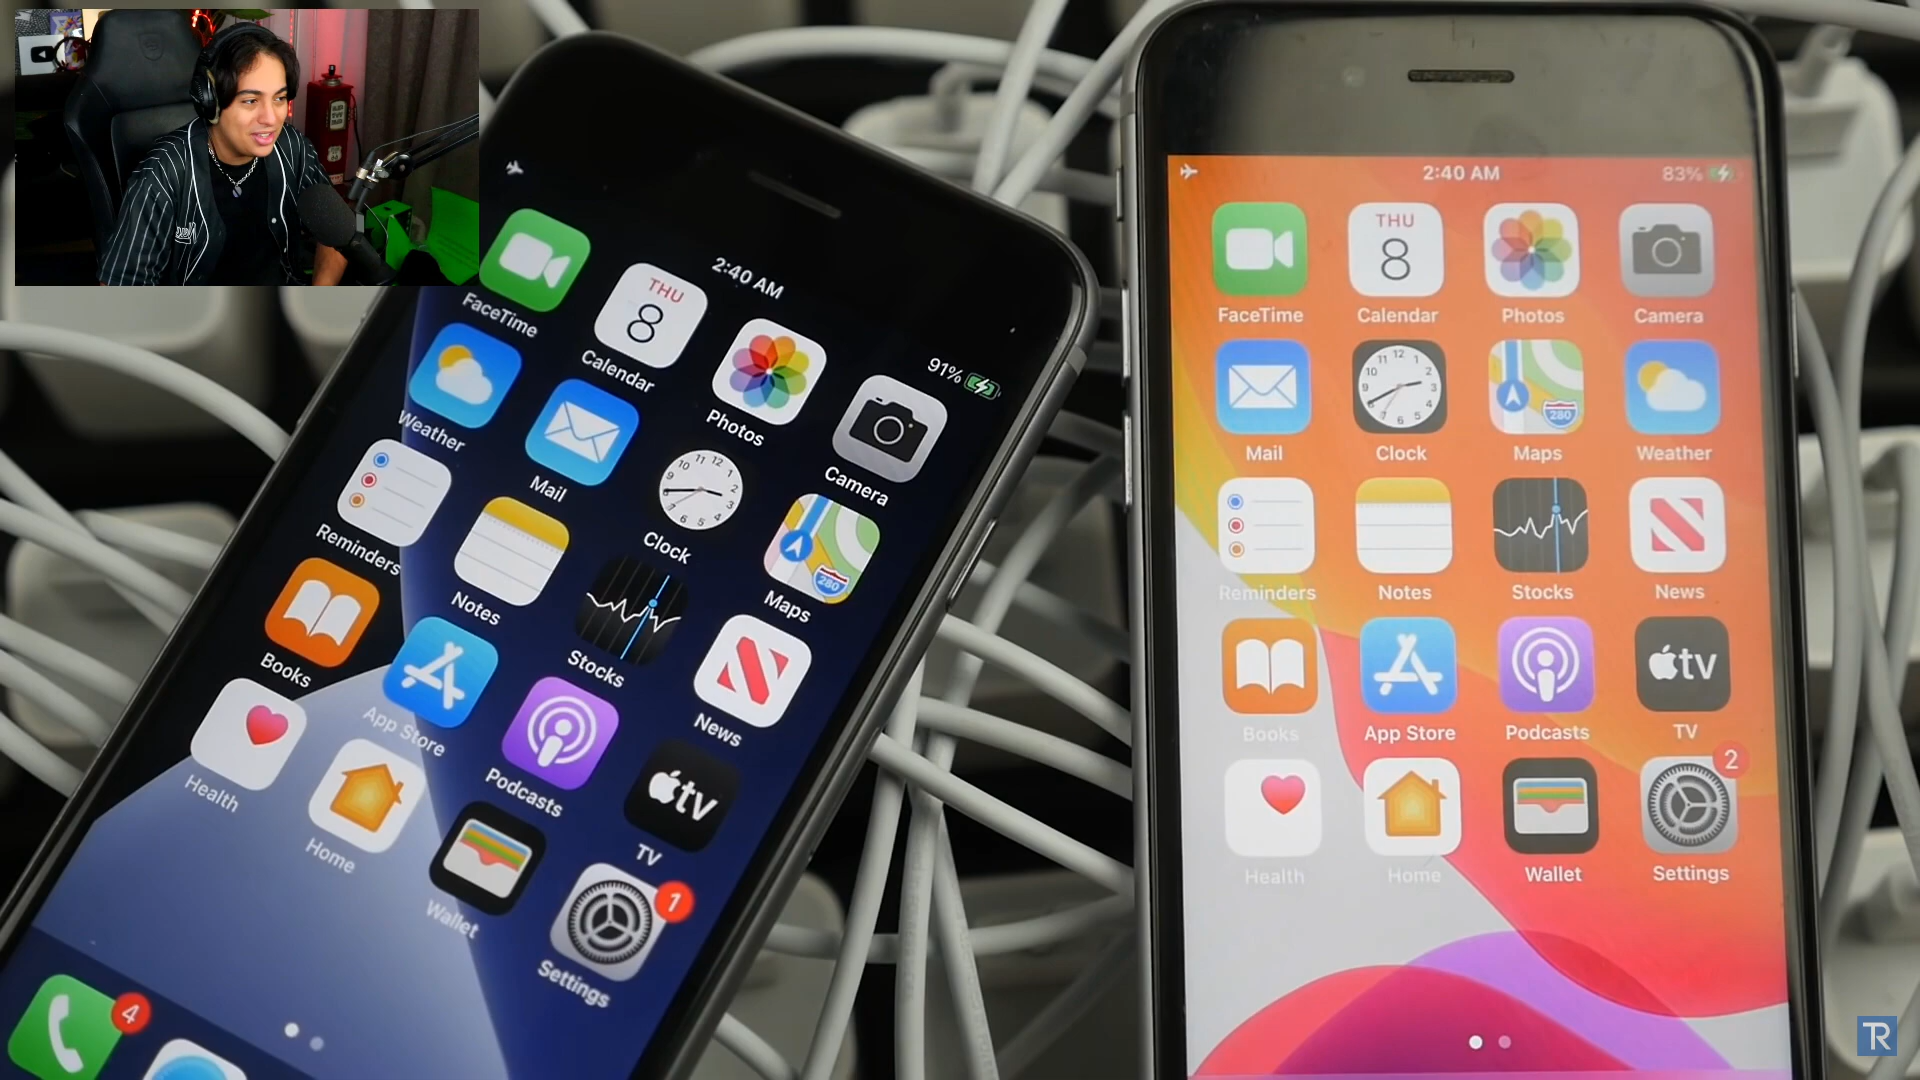 2:40 AM
91%
FaceTime
THU
8
Calendar
Photos
Camera
Weather
Mail
Clock
280
Maps
Reminders
Notes
Stocks
News
Books
App Store
Podcasts
tv
TV
Health
Home
Wallet
1
Settings
4
2:40 AM
83%
FaceTime
THU
8
Calendar
Photos
Camera
Mail
Clock
280
Maps
Weather
Reminders
Notes
Stocks
News
Books
App Store
Podcasts
tv
TV
Health
Home
Wallet
2
Settings
TR